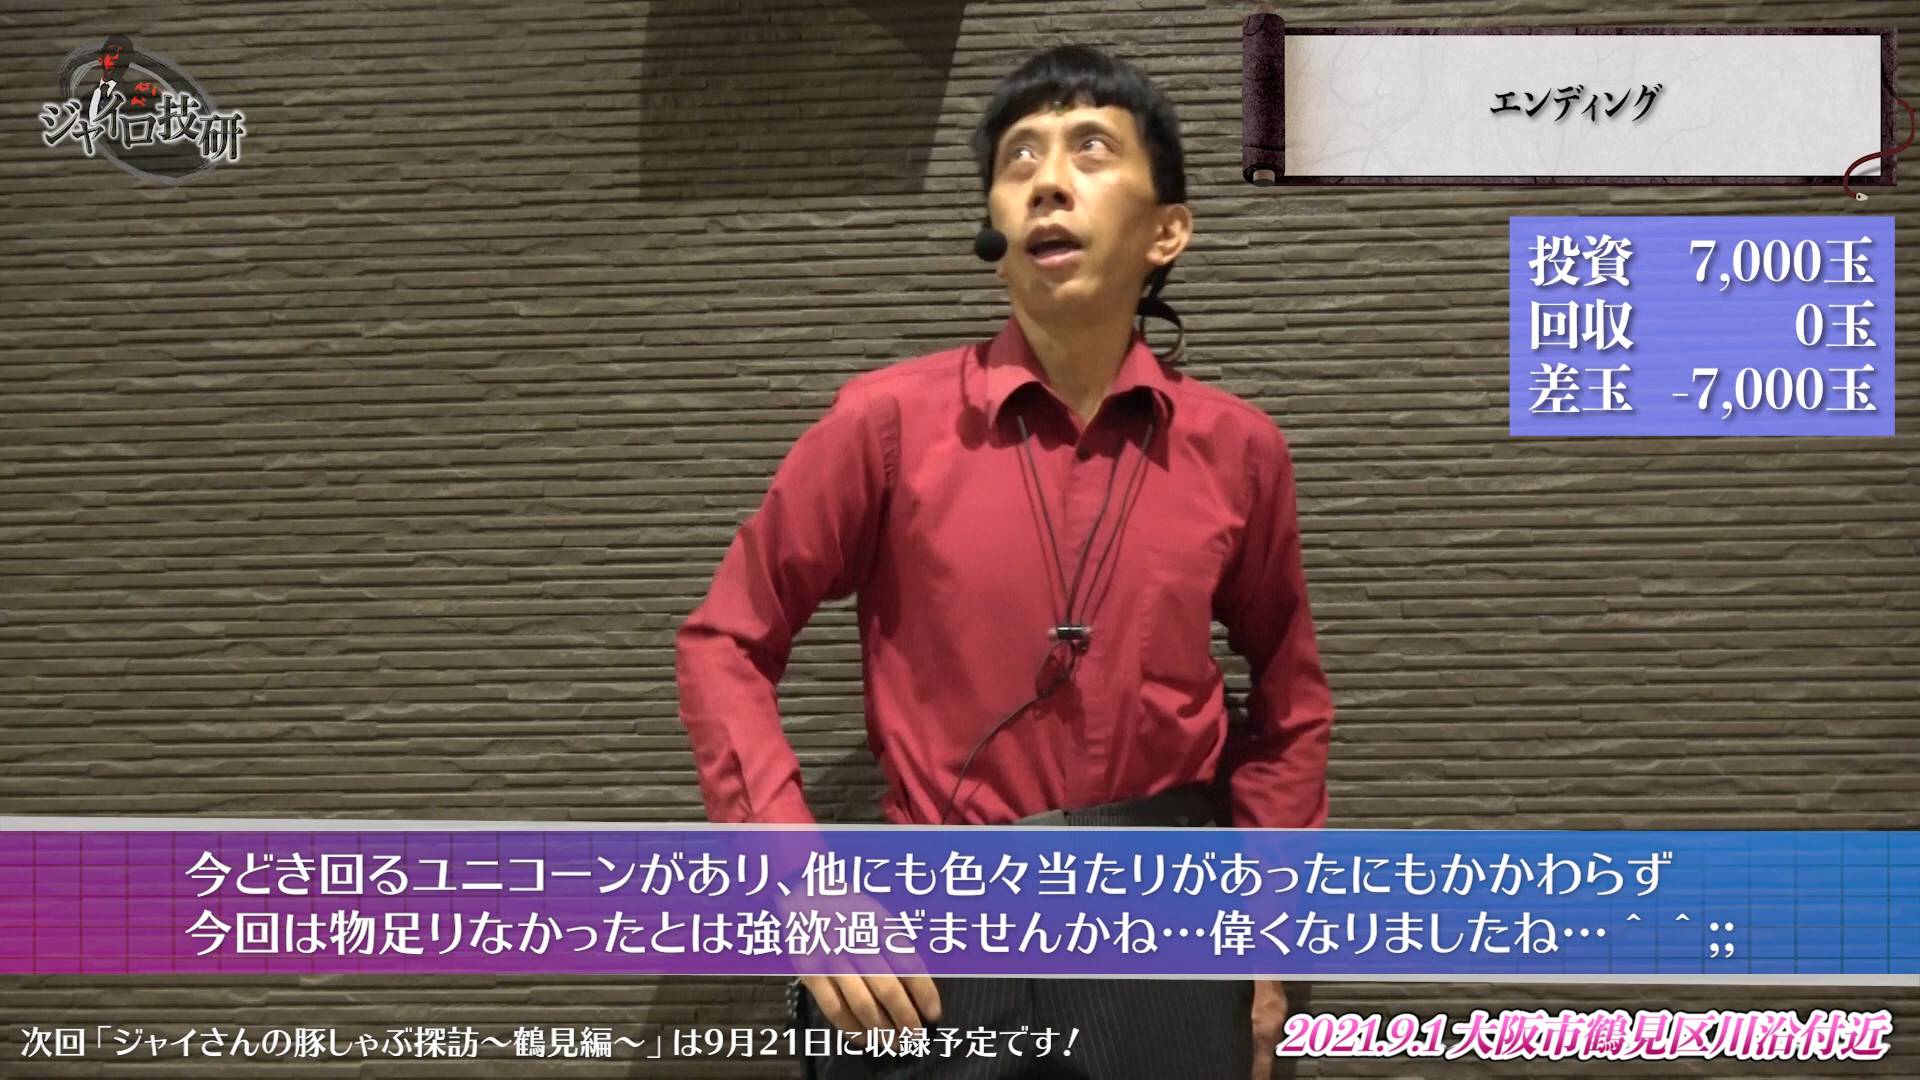 ジャイロ技研
エンディング
投資 7,000玉
回収 0玉
差玉 -7,000玉
今どき回るユニコーンがあり、他にも色々当たりがあったにもかかわらず
今回は物足りなかったとは強欲過ぎませんかね…偉くなりましたね…＾＾;;
次回「ジャイさんの豚しゃぶ探訪～鶴見編～」は9月21日に収録予定です！
2021.9.1 大阪市鶴見区川沿付近